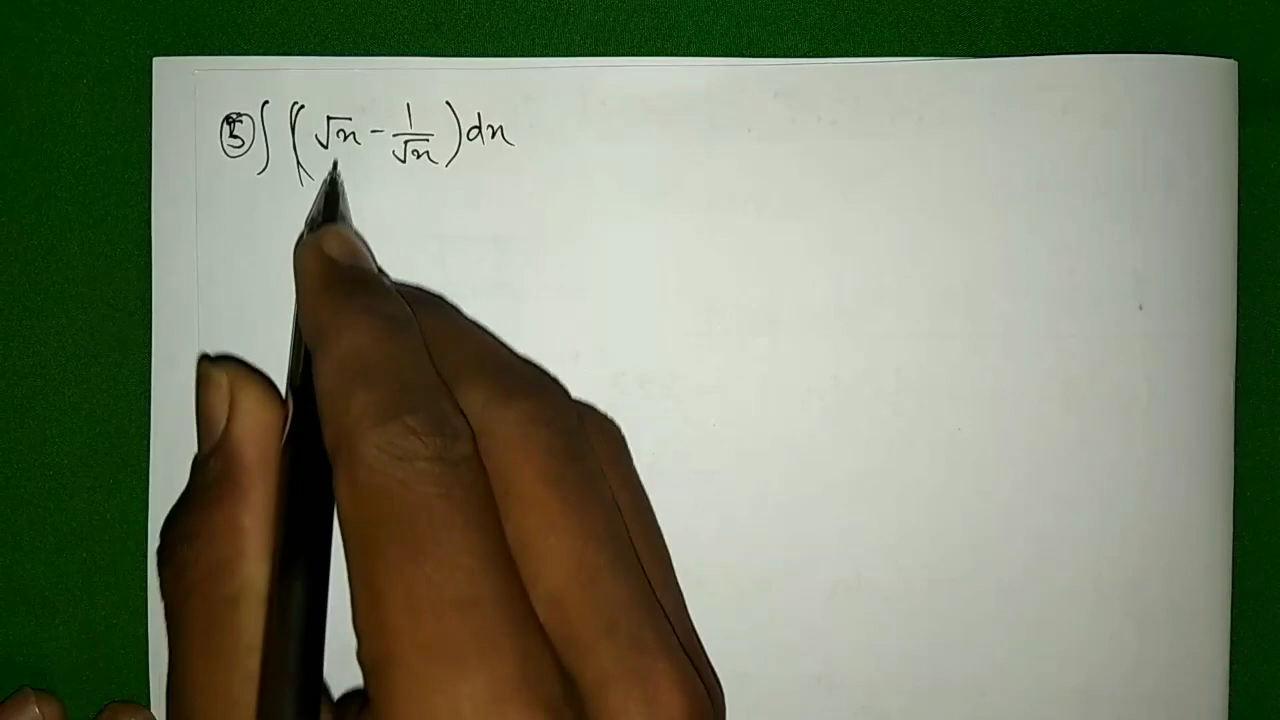 ⑤ ∫ (√x - 1/√x) dx